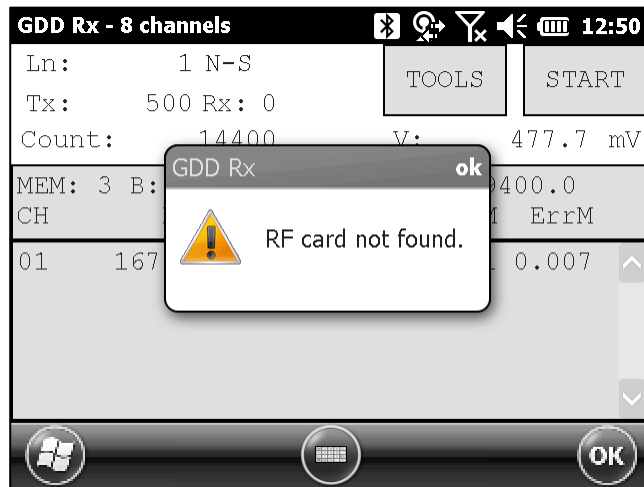 GDD Rx - 8 channels 12:50
Ln: 1 N-S
TOOLS START
Tx: 500 Rx: 0
Count: 14400 V: 477.7 mV
GDD Rx ok
MEM: 3 B: 9400.0
CH M ErrM
RF card not found.
01 167 0.007
OK